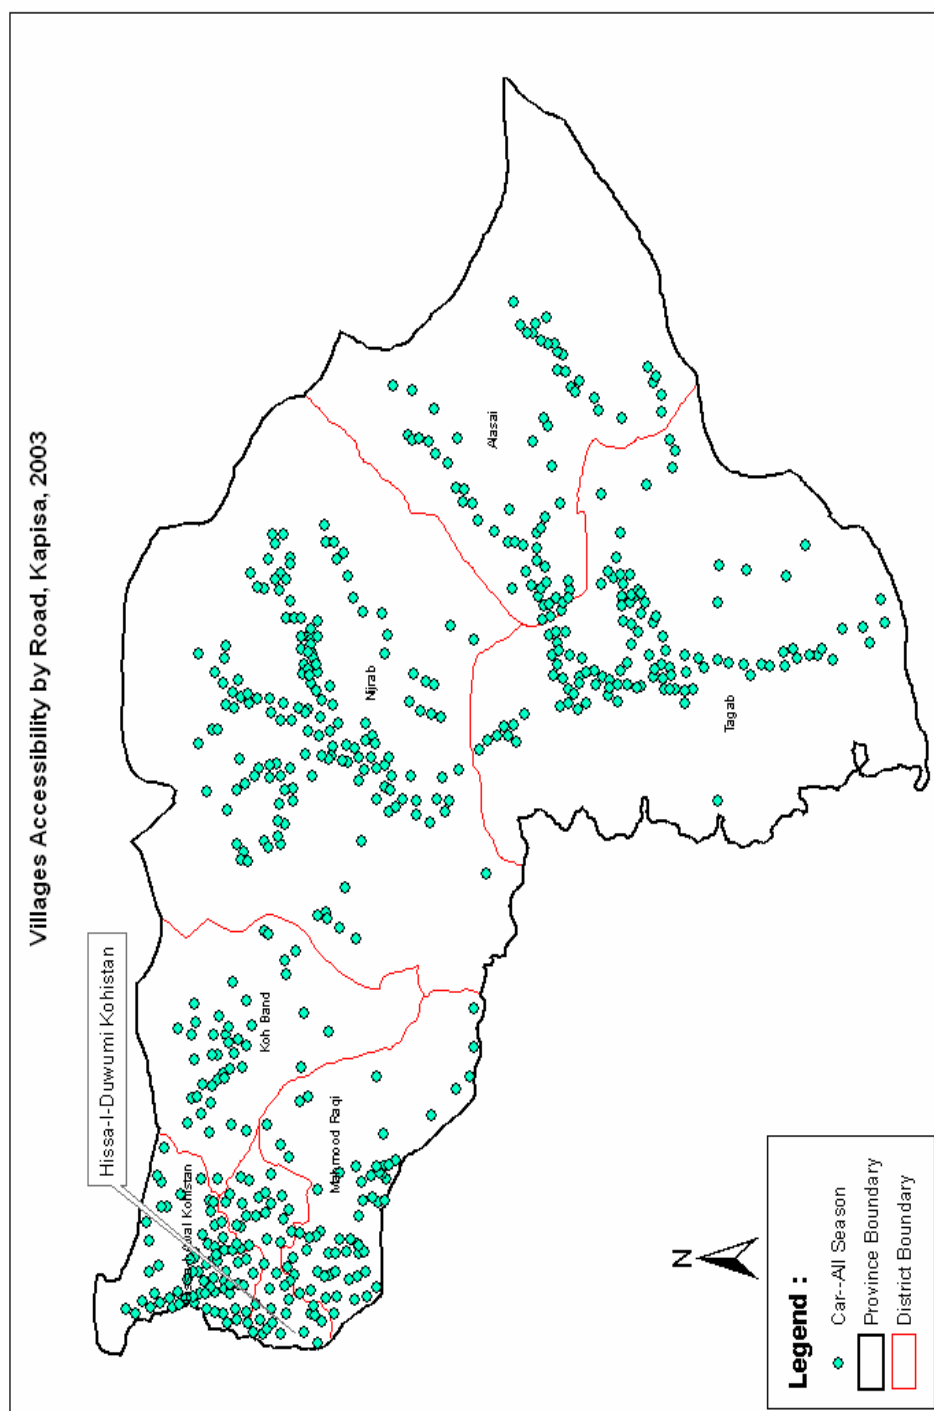 Villages Accessibility by Road, Kapisa, 2003
Hissa-I-Duwumi Kohistan
Kohistan
Koh Band
Mahmood Raqi
Nijrab
Alasai
Tagab
N
Legend :
Car--All Season
Province Boundary
District Boundary